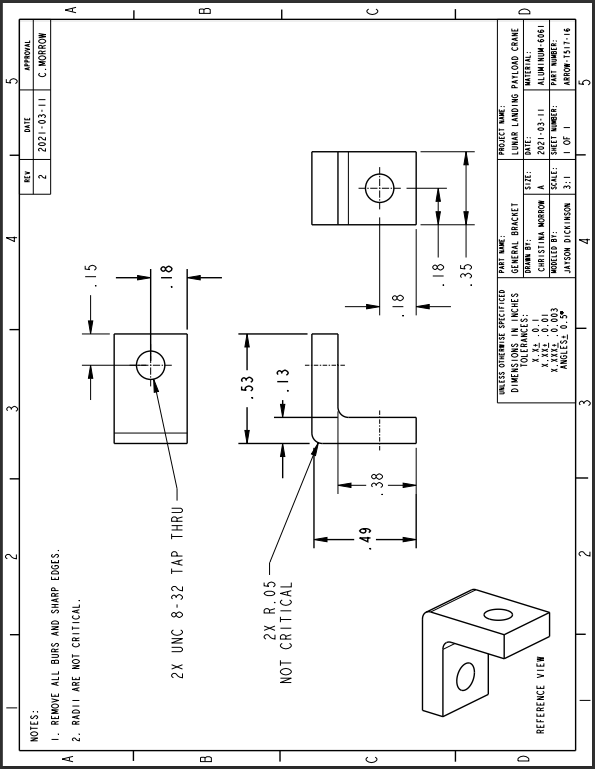 NOTES:
1. REMOVE ALL BURS AND SHARP EDGES.
2. RADII ARE NOT CRITICAL.
REV DATE APPROVAL
2 2021-03-11 C.MORROW
5
4
3
2
5
4
3
2
A
B
C
D
A
B
C
D
.15
.18
2X UNC 8-32 TAP THRU
.53
.13
2X R.05
NOT CRITICAL
.38
.49
.18
.18
.35
REFERENCE VIEW
UNLESS OTHERWISE SPECIFIED
DIMENSIONS IN INCHES
TOLERANCES:
X.X± .0.1
X.XX± .0.01
X.XXX± .0.003
ANGLES± 0.5°
PART NAME:
GENERAL BRACKET
PROJECT NAME:
LUNAR LANDING PAYLOAD CRANE
DRAWN BY:
CHRISTINA MORROW
SIZE:
A
DATE:
2021-03-11
MATERIAL:
ALUMINUM-6061
MODELED BY:
JAYSON DICKINSON
SCALE:
3:1
SHEET NUMBER:
1 OF 1
PART NUMBER:
ARROW-T517-16